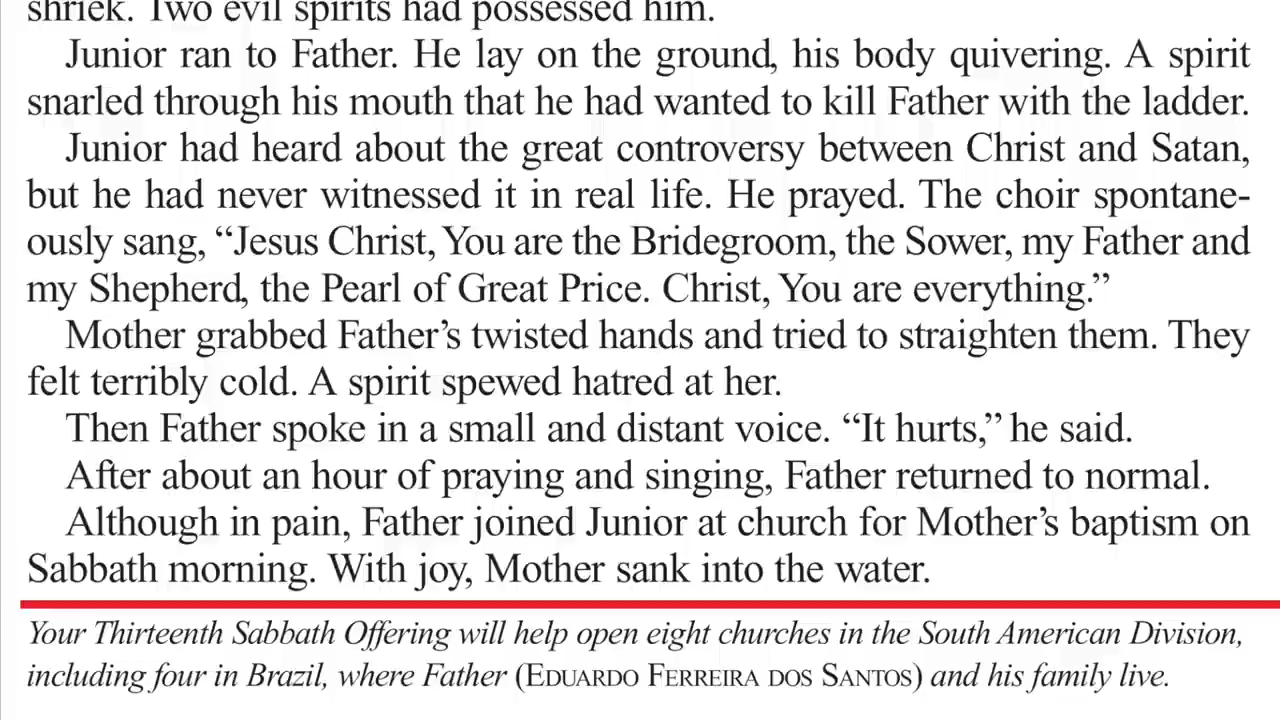 shriek. Two evil spirits had possessed him.
Junior ran to Father. He lay on the ground, his body quivering. A spirit
snarled through his mouth that he had wanted to kill Father with the ladder.
Junior had heard about the great controversy between Christ and Satan,
but he had never witnessed it in real life. He prayed. The choir spontane-
ously sang, “Jesus Christ, You are the Bridegroom, the Sower, my Father and
my Shepherd, the Pearl of Great Price. Christ, You are everything.”
Mother grabbed Father’s twisted hands and tried to straighten them. They
felt terribly cold. A spirit spewed hatred at her.
Then Father spoke in a small and distant voice. “It hurts,” he said.
After about an hour of praying and singing, Father returned to normal.
Although in pain, Father joined Junior at church for Mother’s baptism on
Sabbath morning. With joy, Mother sank into the water.
Your Thirteenth Sabbath Offering will help open eight churches in the South American Division,
including four in Brazil, where Father (EDUARDO FERREIRA DOS SANTOS) and his family live.